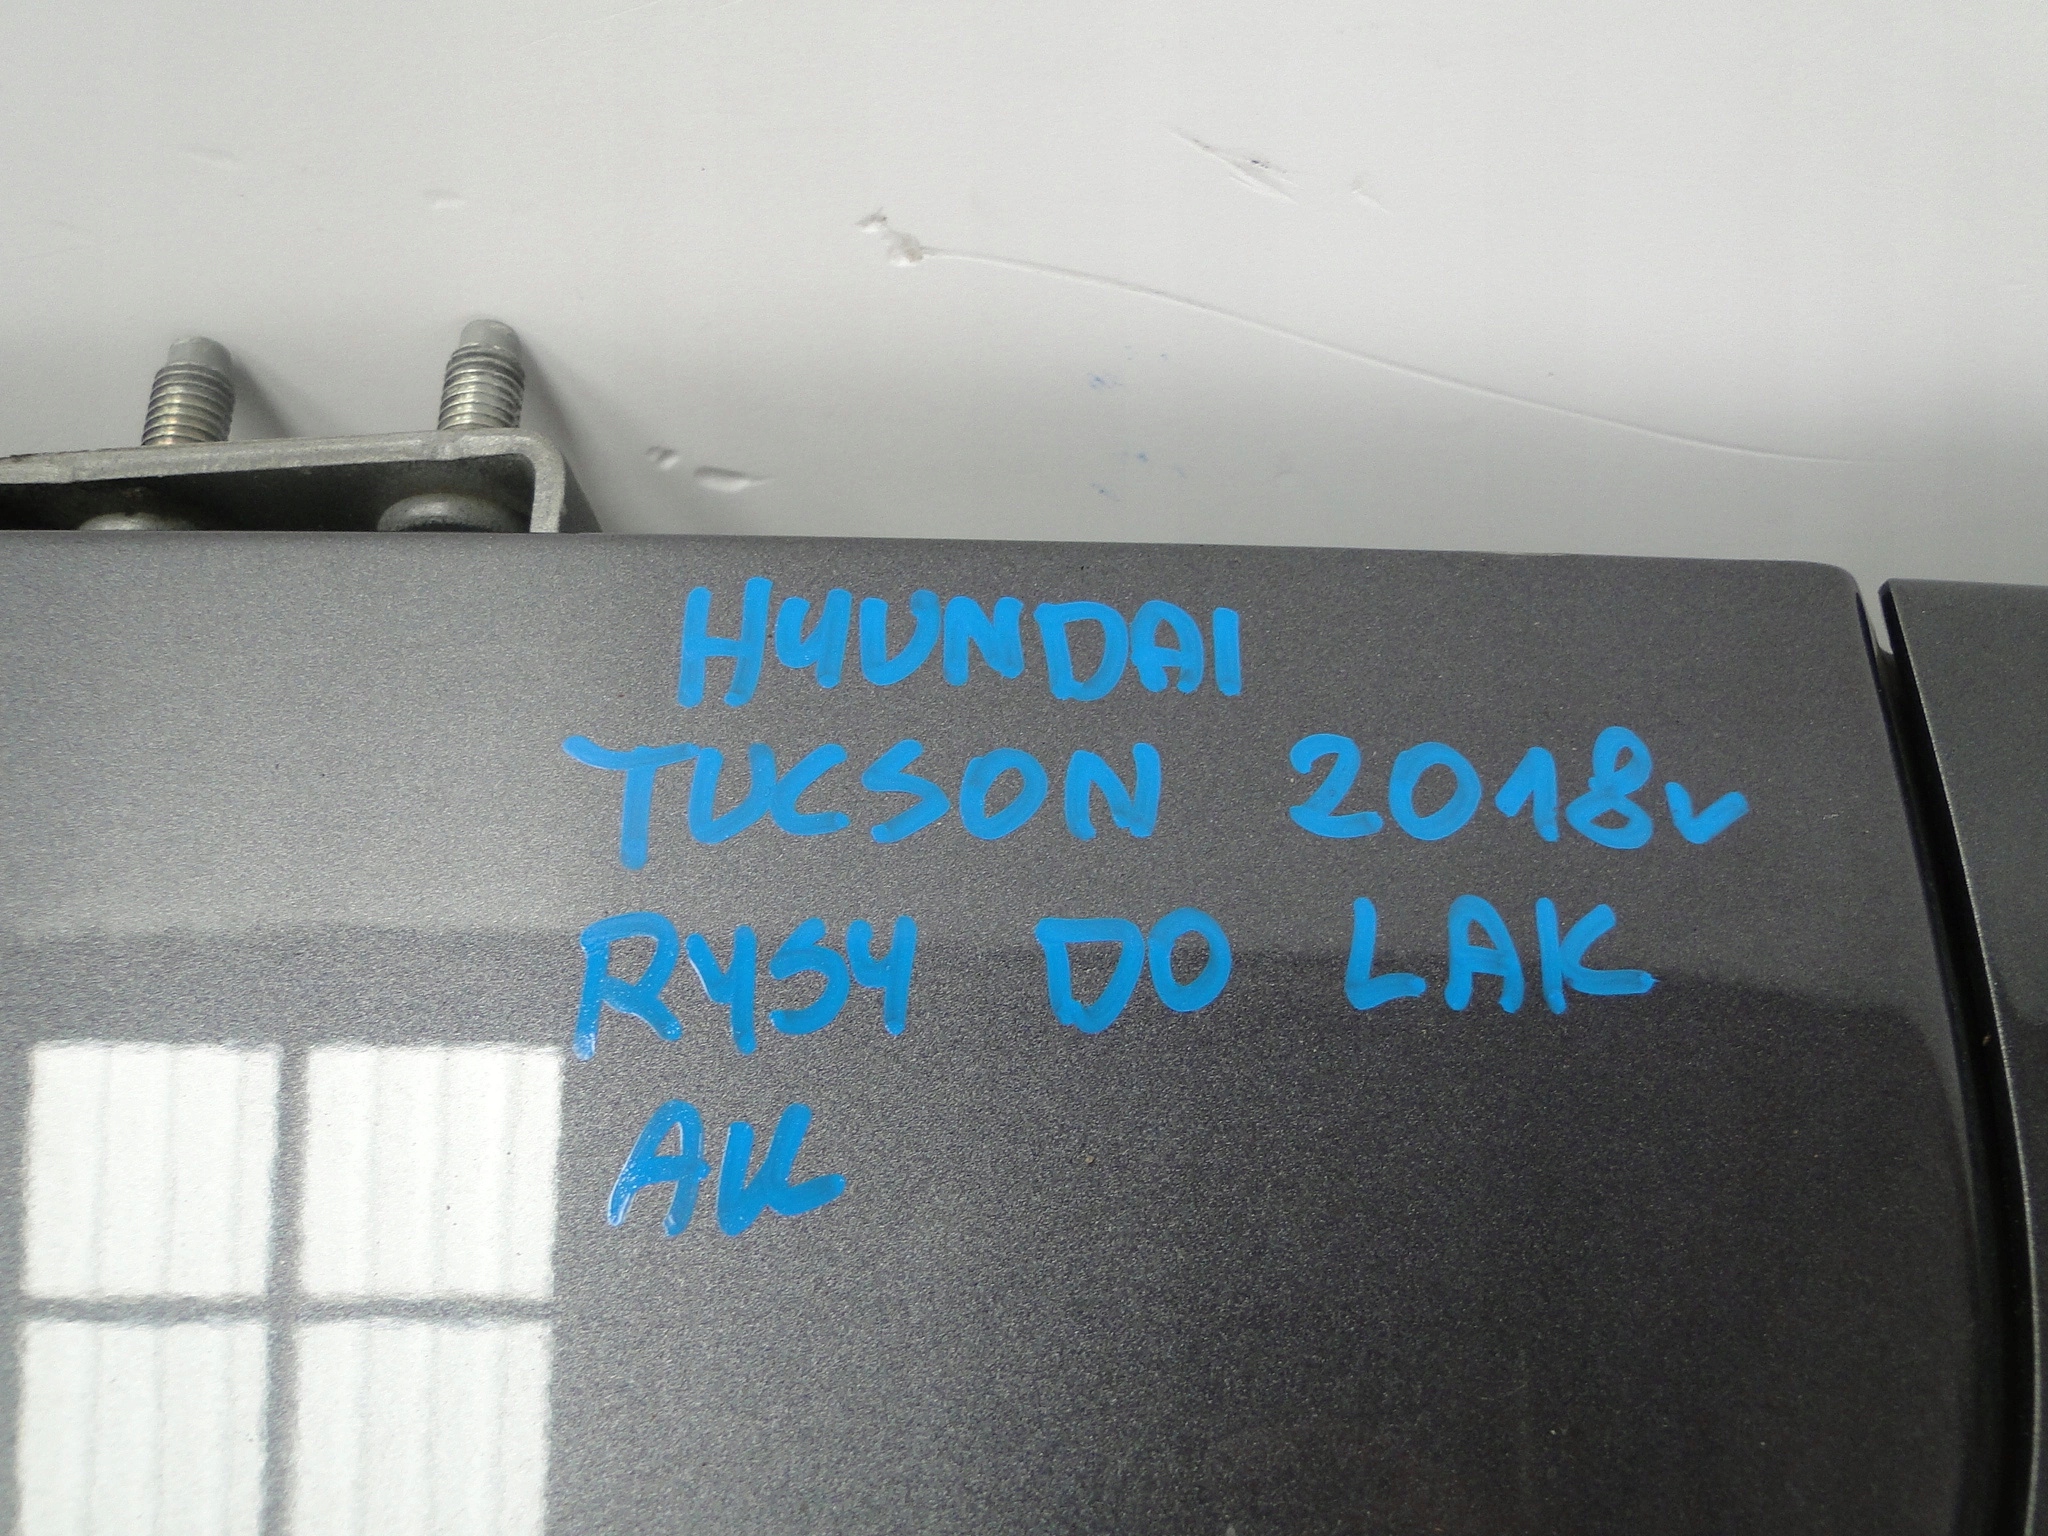 HYUNDAI
TUCSON 2018r
RYSY DO LAK
AK